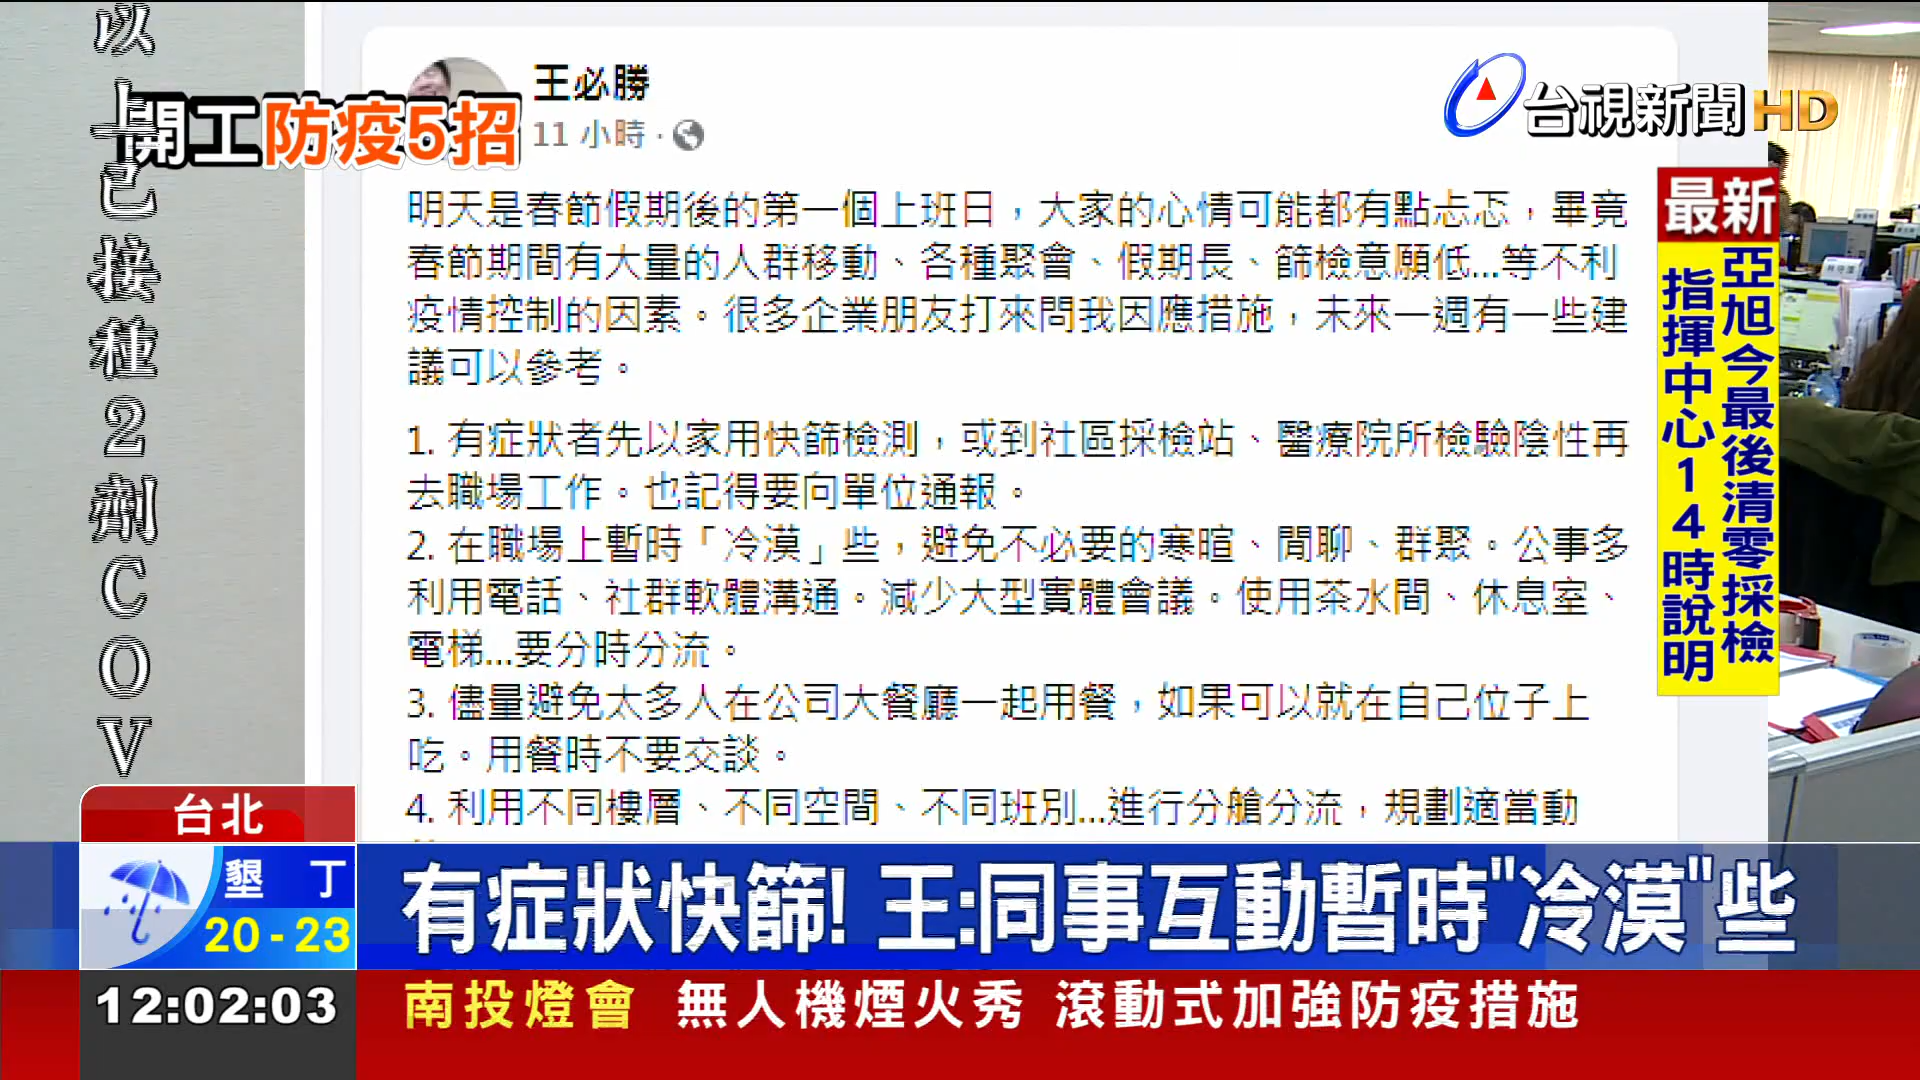 以上已接種2劑COV
開工防疫5招
王必勝
11 小時·
台視新聞HD
明天是春節假期後的第一個上班日，大家的心情可能都有點忐忑，畢竟
春節期間有大量的人群移動、各種聚會、假期長、篩檢意願低...等不利
疫情控制的因素。很多企業朋友打來問我因應措施，未來一週有一些建
議可以參考。
1. 有症狀者先以家用快篩檢測，或到社區採檢站、醫療院所檢驗陰性再
去職場工作。也記得要向單位通報。
2. 在職場上暫時「冷漠」些，避免不必要的寒暄、閒聊、群聚。公事多
利用電話、社群軟體溝通。減少大型實體會議。使用茶水間、休息室、
電梯...要分時分流。
3. 儘量避免太多人在公司大餐廳一起用餐，如果可以就在自己位子上
吃。用餐時不要交談。
4. 利用不同樓層、不同空間、不同班別...進行分艙分流，規劃適當動
最新
亞旭今最後清零採檢
指揮中心14時說明
台北
墾丁
20-23
有症狀快篩! 王:同事互動暫時"冷漠"些
12:02:03
南投燈會 無人機煙火秀 滾動式加強防疫措施